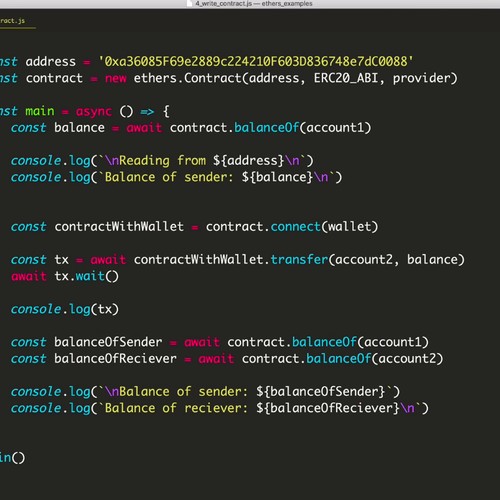 4_write_contract.js — ethers_examples
ract.js
nst address = '0xa36085F69e2889c224210F603D836748e7dC0088'
nst contract = new ethers.Contract(address, ERC20_ABI, provider)
nst main = async () => {
const balance = await contract.balanceOf(account1)
console.log(`\nReading from ${address}\n`)
console.log(`Balance of sender: ${balance}\n`)
const contractWithWallet = contract.connect(wallet)
const tx = await contractWithWallet.transfer(account2, balance)
await tx.wait()
console.log(tx)
const balanceOfSender = await contract.balanceOf(account1)
const balanceOfReciever = await contract.balanceOf(account2)
console.log(`\nBalance of sender: ${balanceOfSender}`)
console.log(`Balance of reciever: ${balanceOfReciever}\n`)
in()